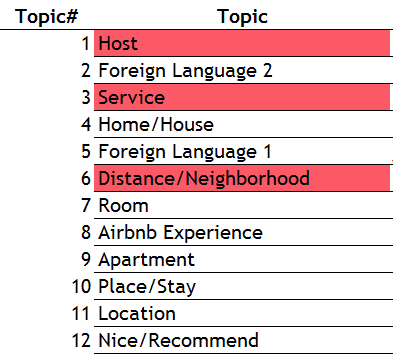 Topic# Topic
1 Host
2 Foreign Language 2
3 Service
4 Home/House
5 Foreign Language 1
6 Distance/Neighborhood
7 Room
8 Airbnb Experience
9 Apartment
10 Place/Stay
11 Location
12 Nice/Recommend